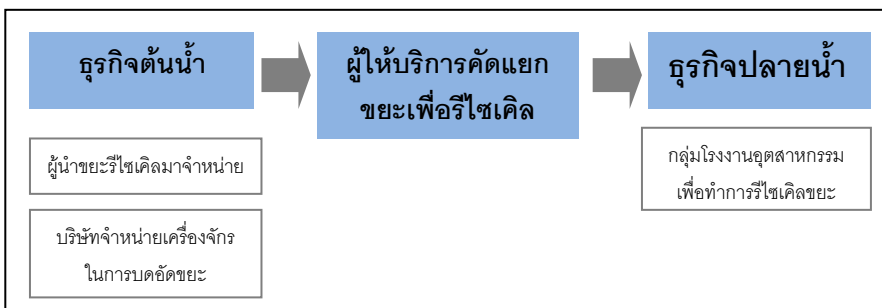 ธุรกิจต้นน้ำ
ผู้ให้บริการคัดแยก
ขยะเพื่อรีไซเคิล
ธุรกิจปลายน้ำ
ผู้นำขยะรีไซเคิลมาจำหน่าย
บริษัทจำหน่ายเครื่องจักร
ในการบดอัดขยะ
กลุ่มโรงงานอุตสาหกรรม
เพื่อทำการรีไซเคิลขยะ